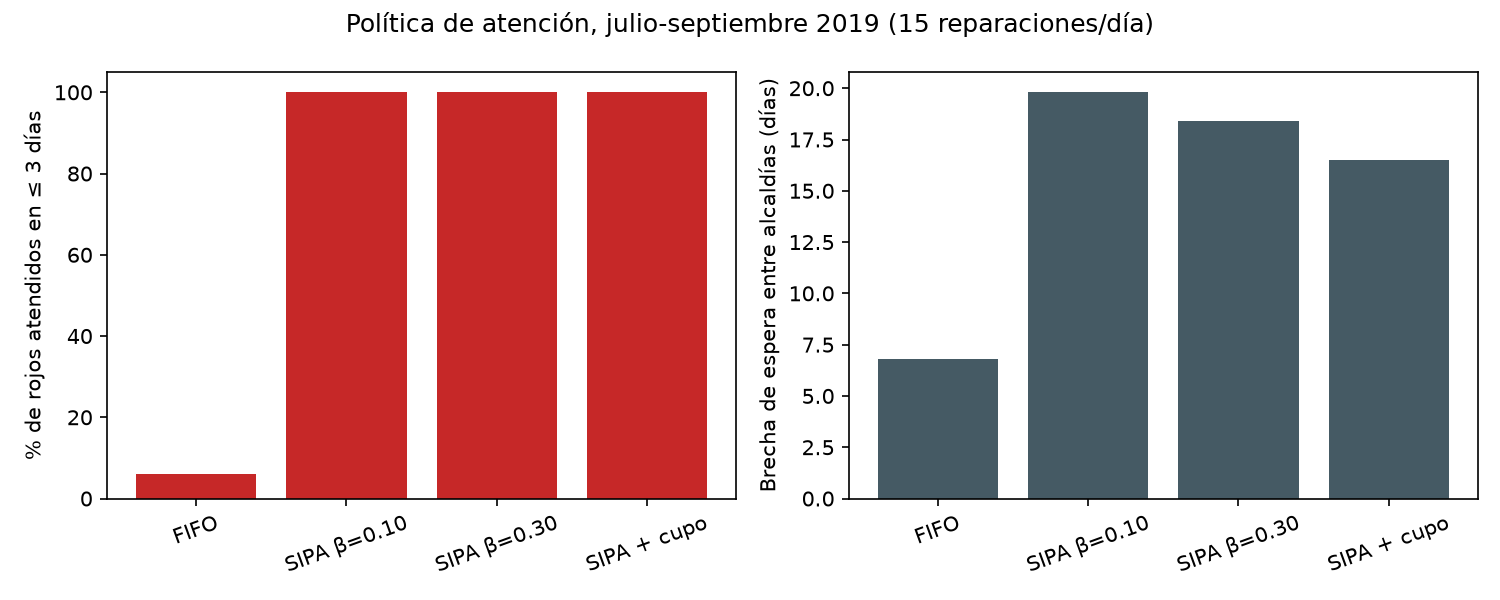 Política de atención, julio-septiembre 2019 (15 reparaciones/día)
% de rojos atendidos en ≤ 3 días
100
80
60
40
20
0
FIFO
SIPA β=0.10
SIPA β=0.30
SIPA + cupo
Brecha de espera entre alcaldías (días)
20.0
17.5
15.0
12.5
10.0
7.5
5.0
2.5
0.0
FIFO
SIPA β=0.10
SIPA β=0.30
SIPA + cupo